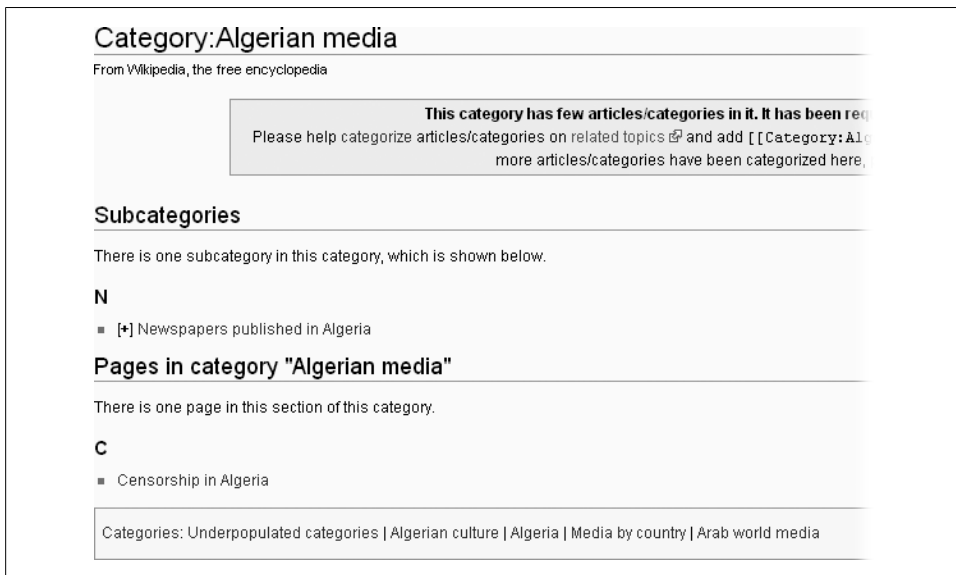 Category:Algerian media
From Wikipedia, the free encyclopedia
This category has few articles/categories in it. It has been
Please help categorize articles/categories on related topics and add [[Category:
more articles/categories have been categorized here,
Subcategories
There is one subcategory in this category, which is shown below.
N
[+] Newspapers published in Algeria
Pages in category "Algerian media"
There is one page in this section of this category.
C
Censorship in Algeria
Categories: Underpopulated categories | Algerian culture | Algeria | Media by country | Arab world media